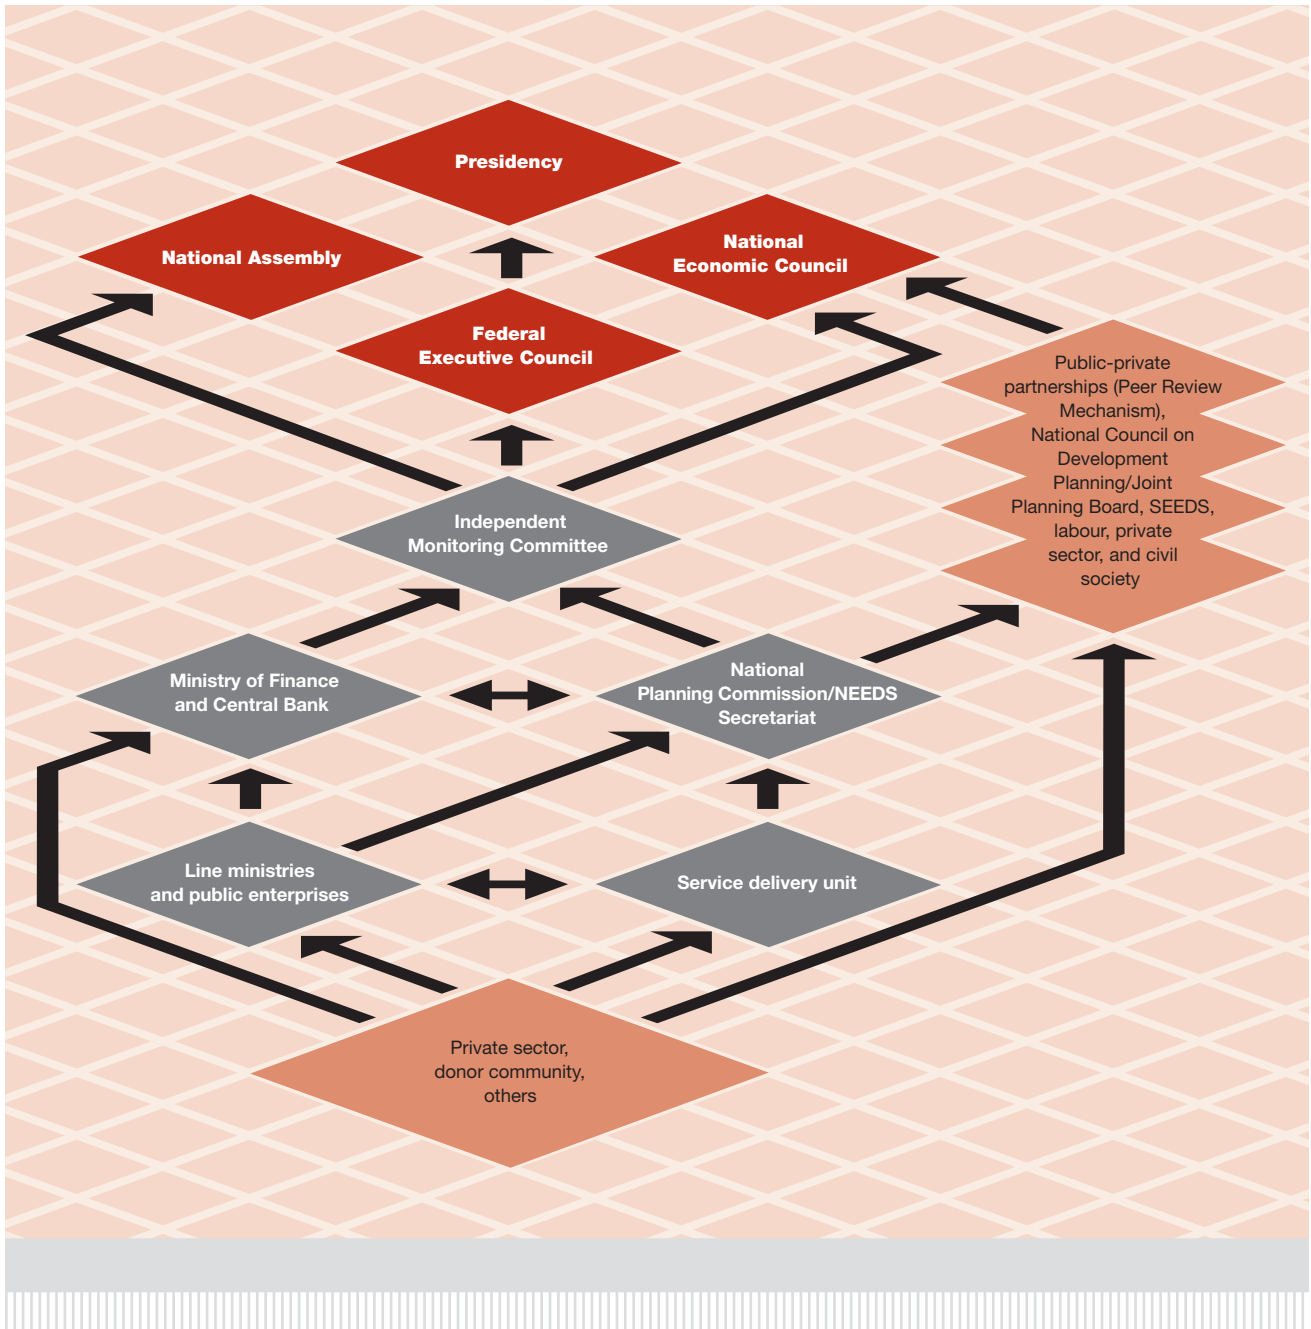 Presidency
National Assembly
National
Economic Council
Federal
Executive Council
Public-private
partnerships (Peer Review
Mechanism),
National Council on
Development
Planning/Joint
Planning Board, SEEDS,
labour, private
sector, and civil
society
Independent
Monitoring Committee
Ministry of Finance
and Central Bank
National
Planning Commission/NEEDS
Secretariat
Line ministries
and public enterprises
Service delivery unit
Private sector,
donor community,
others